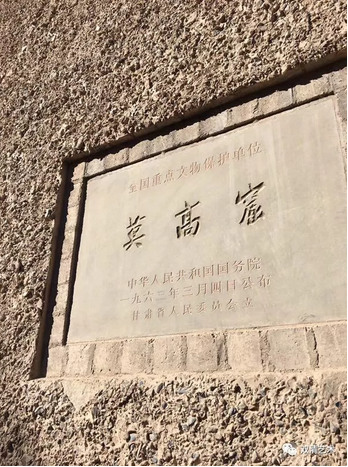 全国重点文物保护单位
莫高窟
中华人民共和国国务院
一九六一年三月四日公布
甘肃省人民委员会立